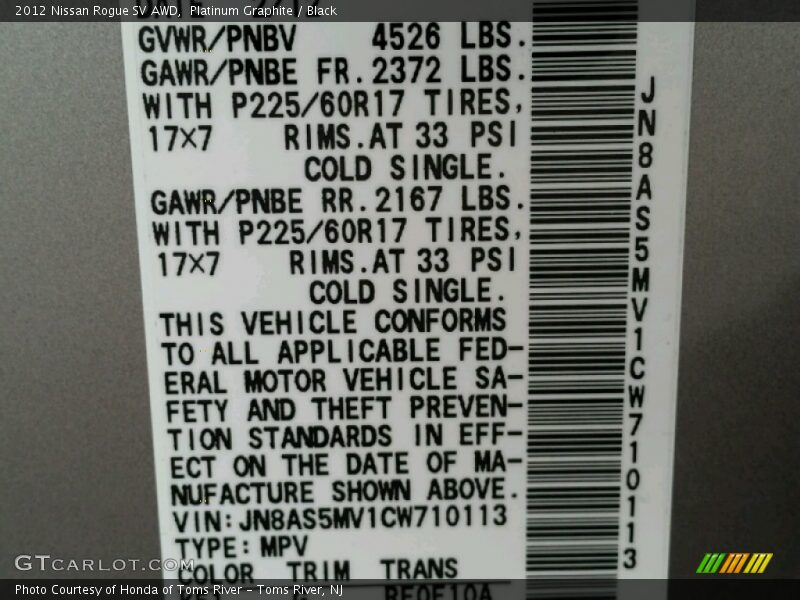 2012 Nissan Rogue SV AWD, Platinum Graphite / Black
GVWR/PNBV 4526 LBS.
GAWR/PNBE FR. 2372 LBS.
WITH P225/60R17 TIRES,
17X7 RIMS. AT 33 PSI
COLD SINGLE.
GAWR/PNBE RR. 2167 LBS.
WITH P225/60R17 TIRES,
17X7 RIMS. AT 33 PSI
COLD SINGLE.
THIS VEHICLE CONFORMS
TO ALL APPLICABLE FED-
ERAL MOTOR VEHICLE SA-
FETY AND THEFT PREVEN-
TION STANDARDS IN EFF-
ECT ON THE DATE OF MA-
NUFACTURE SHOWN ABOVE.
VIN: JN8AS5MV1CW710113
TYPE: MPV
COLOR TRIM TRANS
RE0F10A
JN8AS5MV1CW710113
GTCARLOT.COM
Photo Courtesy of Honda of Toms River - Toms River, NJ